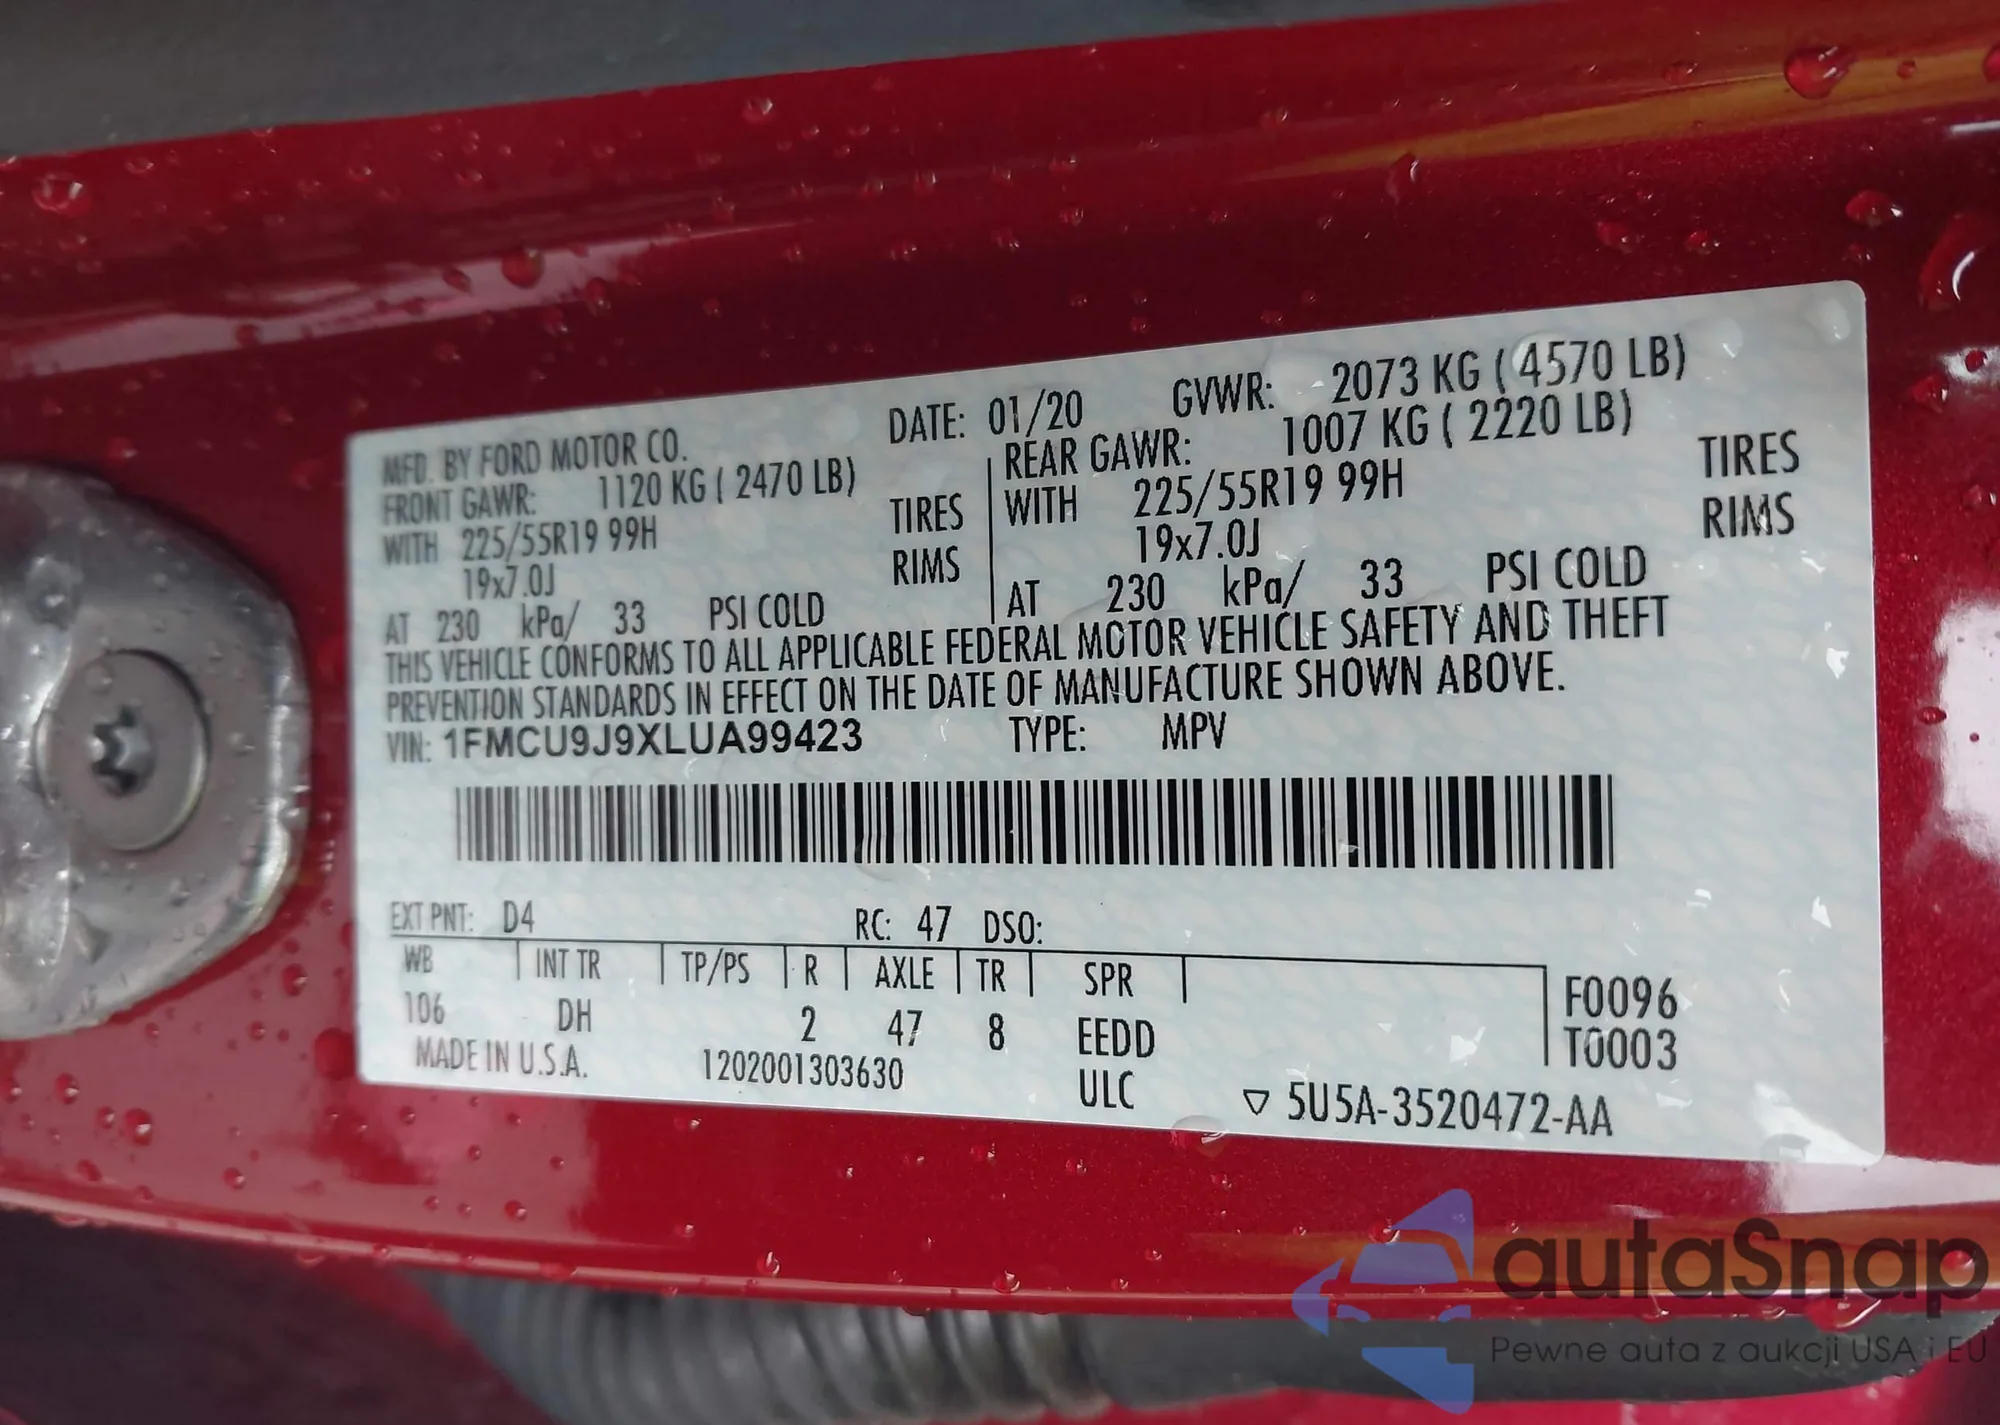 MFD. BY FORD MOTOR CO. DATE: 01/20 GVWR: 2073 KG ( 4570 LB)
FRONT GAWR: 1120 KG ( 2470 LB) REAR GAWR: 1007 KG ( 2220 LB)
WITH 225/55R19 99H TIRES WITH 225/55R19 99H TIRES
19x7.0J RIMS 19x7.0J RIMS
AT 230 kPa/ 33 PSI COLD AT 230 kPa/ 33 PSI COLD
THIS VEHICLE CONFORMS TO ALL APPLICABLE FEDERAL MOTOR VEHICLE SAFETY AND THEFT
PREVENTION STANDARDS IN EFFECT ON THE DATE OF MANUFACTURE SHOWN ABOVE.
VIN: 1FMCU9J9XLUA99423 TYPE: MPV
EXT PNT: D4 RC: 47 DSO:
WB INT TR TP/PS R AXLE TR SPR F0096
106 DH 2 47 8 EEDD T0003
MADE IN U.S.A. 1202001303630 ULC ▽ 5U5A-3520472-AA
autaSnap
Pewne auta z aukcji USA i EU